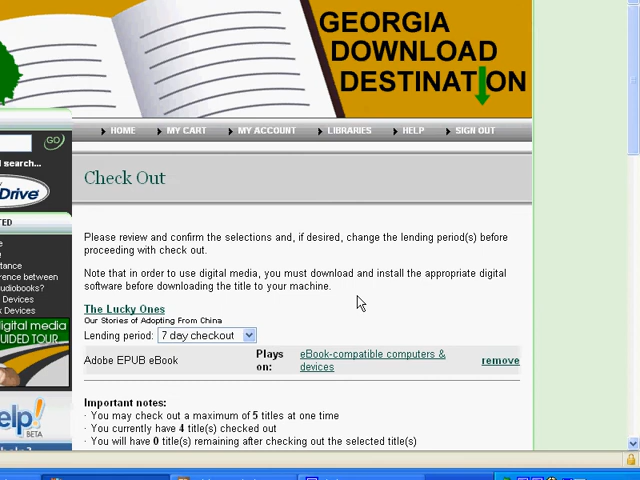 GEORGIA
DOWNLOAD
DESTINATION
HOME MY CART MY ACCOUNT LIBRARIES HELP SIGN OUT
GO
search...
Drive
Check Out
Please review and confirm the selections and, if desired, change the lending period(s) before
proceeding with check out.
Note that in order to use digital media, you must download and install the appropriate digital
software before downloading the title to your machine.
The Lucky Ones
Our Stories of Adopting From China
Lending period: 7 day checkout
Adobe EPUB eBook Plays on: eBook-compatible computers & devices remove
Important notes:
· You may check out a maximum of 5 titles at one time
· You currently have 4 title(s) checked out
· You will have 0 title(s) remaining after checking out the selected title(s)
TED
tance
rence between
udiobooks?
Devices
Devices
igital media
GUIDED TOUR
elp!
BETA